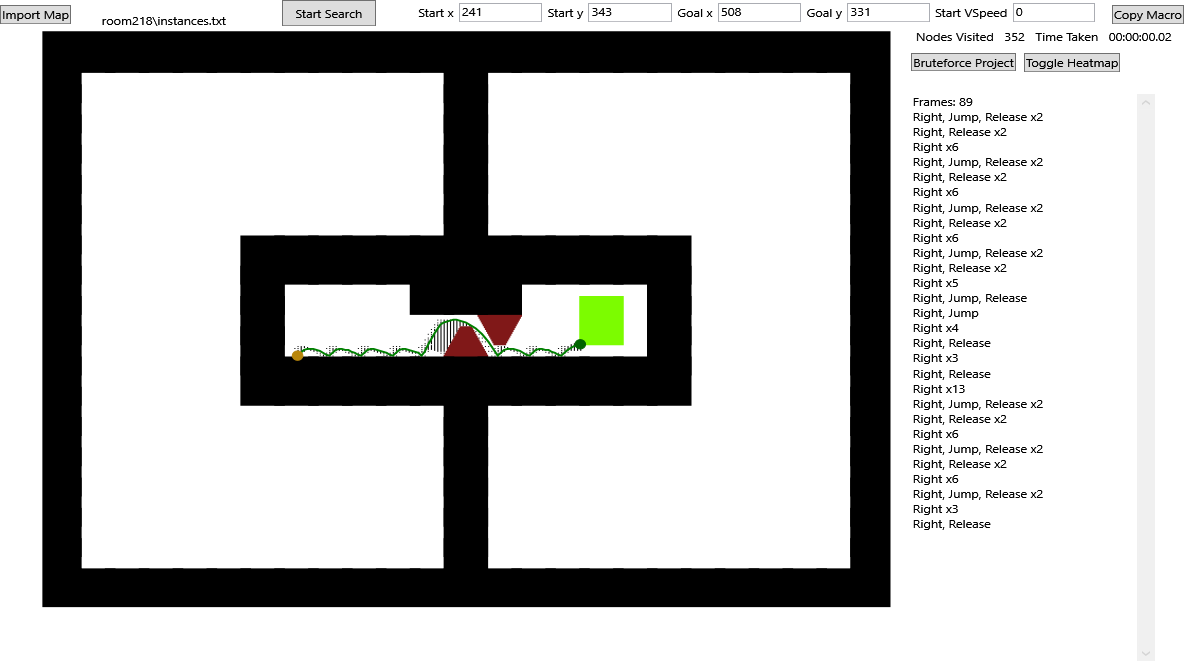 Import Map
room218\instances.txt
Start Search
Start x 241 Start y 343 Goal x 508 Goal y 331 Start VSpeed 0
Copy Macro
Nodes Visited 352 Time Taken 00:00:00.02
Bruteforce Project Toggle Heatmap
Frames: 89
Right, Jump, Release x2
Right, Release x2
Right x6
Right, Jump, Release x2
Right, Release x2
Right x6
Right, Jump, Release x2
Right, Release x2
Right x6
Right, Jump, Release x2
Right, Release x2
Right x5
Right, Jump, Release
Right, Jump
Right x4
Right, Release
Right x3
Right, Release
Right x13
Right, Jump, Release x2
Right, Release x2
Right x6
Right, Jump, Release x2
Right, Release x2
Right x6
Right, Jump, Release x2
Right x3
Right, Release